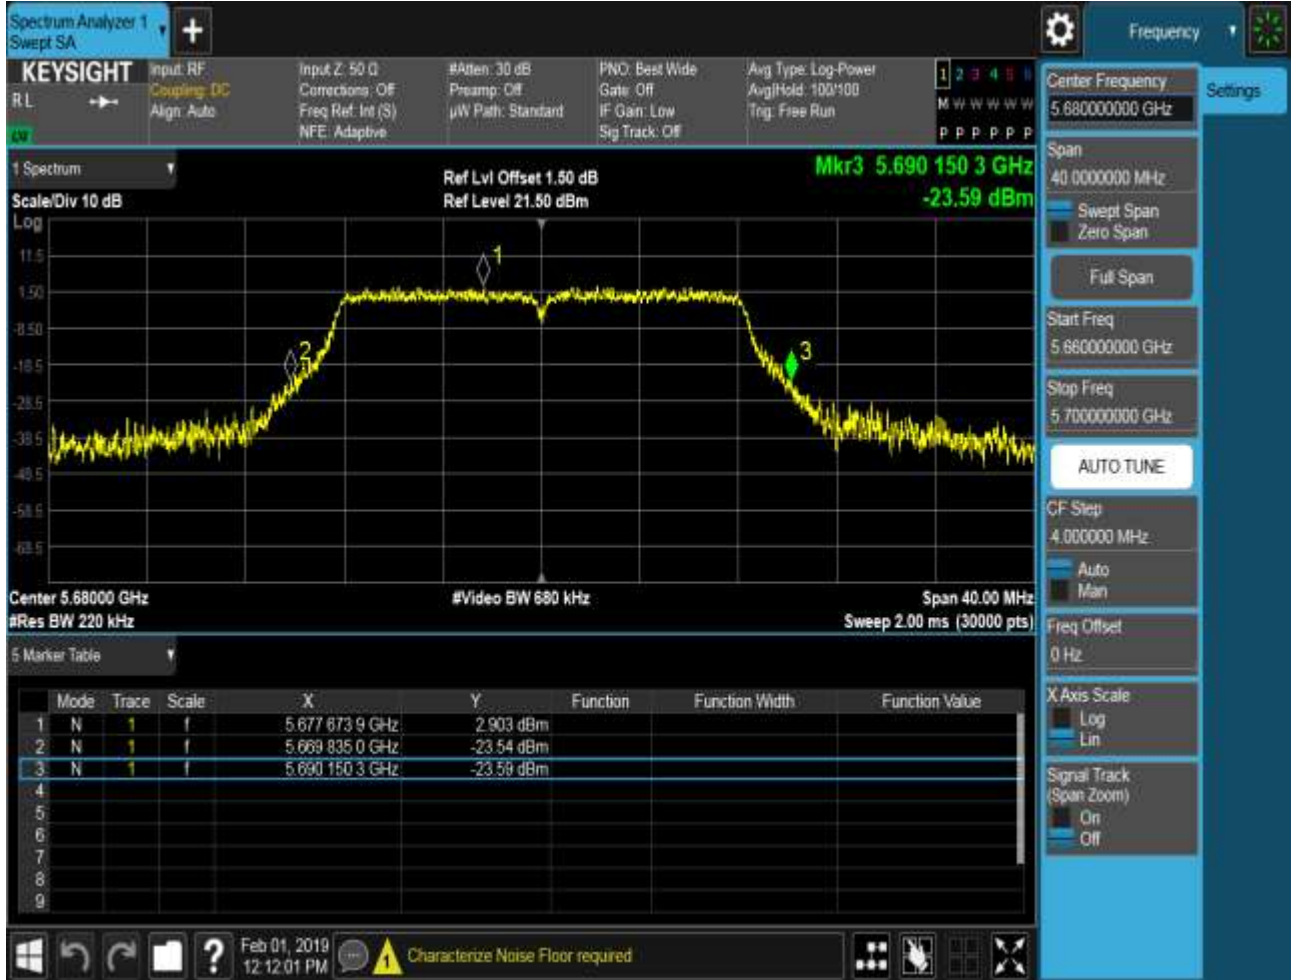 Spectrum Analyzer 1
Swept SA
Frequency
KEYSIGHT
R L
Input: RF
Coupling: DC
Align: Auto
Input Z: 50 Ω
Corrections: Off
Freq Ref: Int (S)
NFE: Adaptive
#Atten: 30 dB
Preamp: Off
µW Path: Standard
PNO: Best Wide
Gate: Off
IF Gain: Low
Sig Track: Off
Avg Type: Log-Power
Avg|Hold: 100/100
Trig: Free Run
1 2 3 4 5 6
M W W W W W
P P P P P P
1 Spectrum
Scale/Div 10 dB
Log
Ref Lvl Offset 1.50 dB
Ref Level 21.50 dBm
Mkr3 5.690 150 3 GHz
-23.59 dBm
11.5
1.50
-8.50
-18.5
-28.5
-38.5
-48.5
-58.5
-68.5
1
2
3
Center 5.68000 GHz
#Video BW 680 kHz
Span 40.00 MHz
#Res BW 220 kHz
Sweep 2.00 ms (30000 pts)
5 Marker Table
Mode Trace Scale X Y Function Function Width Function Value
1 N 1 f 5.677 673 9 GHz 2.903 dBm
2 N 1 f 5.669 835 0 GHz -23.54 dBm
3 N 1 f 5.690 150 3 GHz -23.59 dBm
4
5
6
7
8
9
Feb 01, 2019
12:12:01 PM
?
1
Characterize Noise Floor required
Settings
Center Frequency
5.680000000 GHz
Span
40.0000000 MHz
Swept Span
Zero Span
Full Span
Start Freq
5.660000000 GHz
Stop Freq
5.700000000 GHz
AUTO TUNE
CF Step
4.000000 MHz
Auto
Man
Freq Offset
0 Hz
X Axis Scale
Log
Lin
Signal Track
(Span Zoom)
On
Off